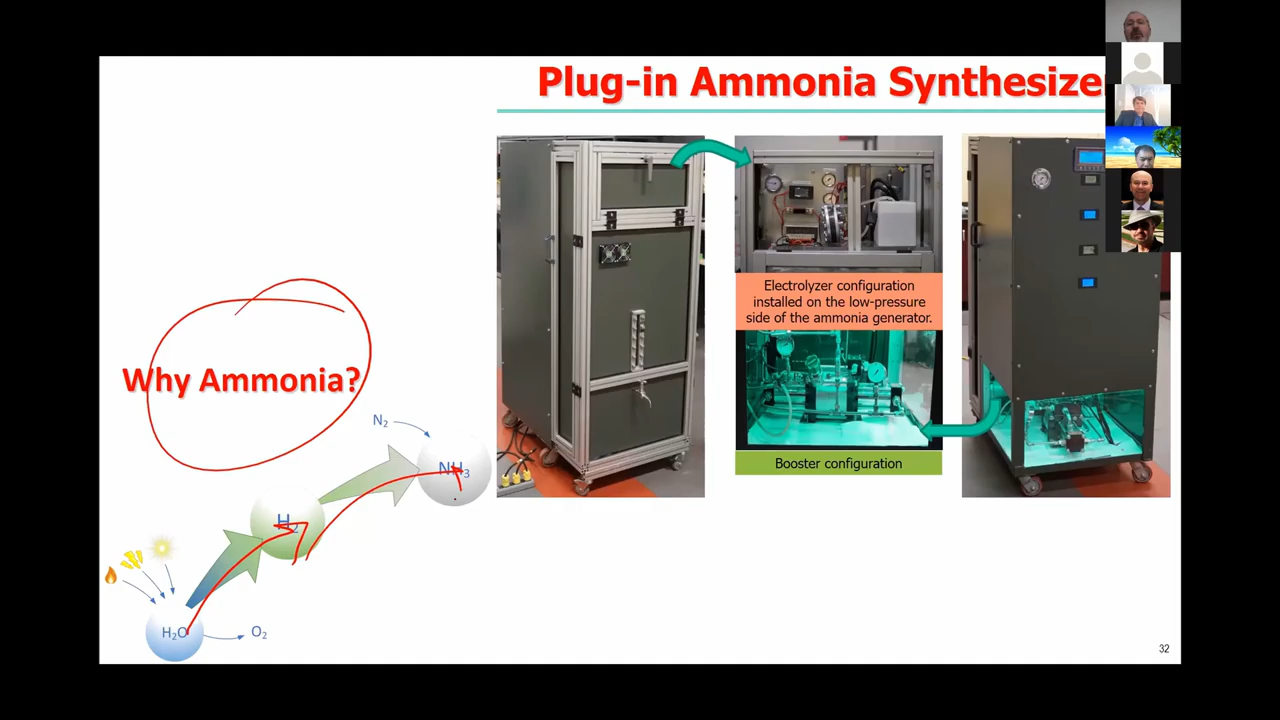 Plug-in Ammonia Synthesize
Electrolyzer configuration
installed on the low-pressure
side of the ammonia generator.
Why Ammonia?
N₂
NH₃
Booster configuration
H₂
H₂O
O₂
32